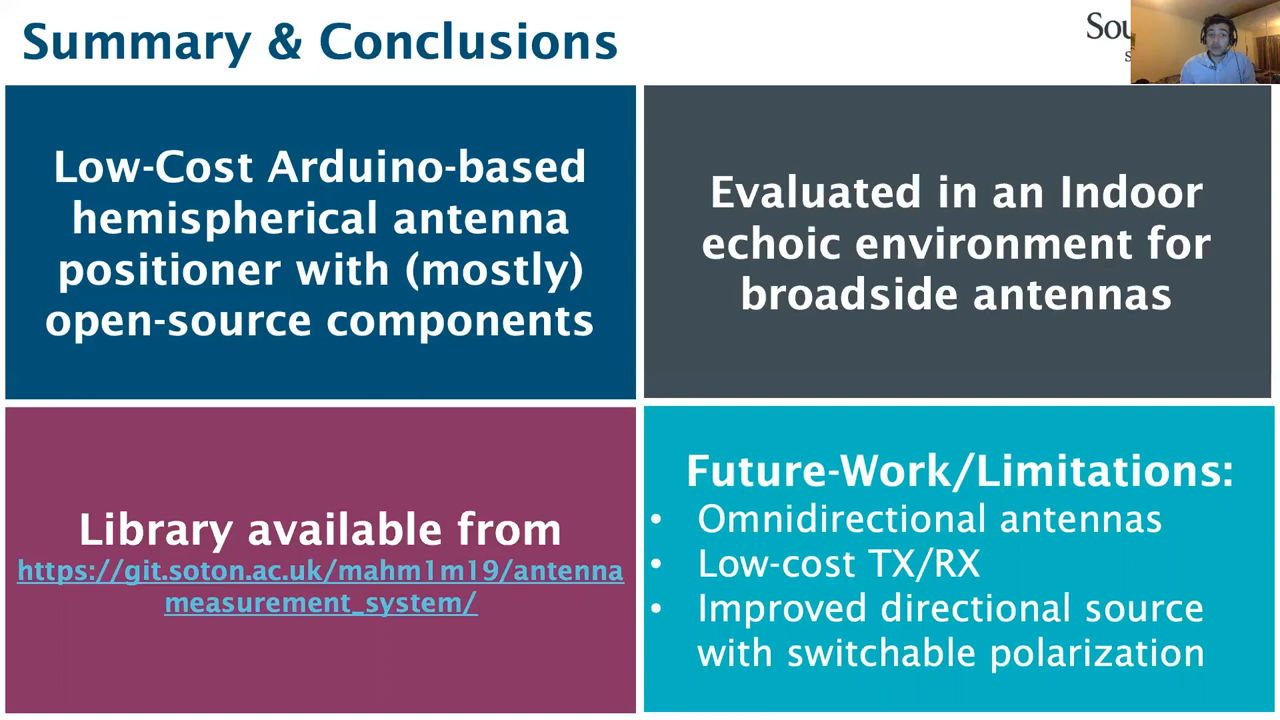 Summary & Conclusions
Low-Cost Arduino-based
hemispherical antenna
positioner with (mostly)
open-source components
Evaluated in an Indoor
echoic environment for
broadside antennas
Library available from
https://git.soton.ac.uk/mahm1m19/antenna
measurement_system/
Future-Work/Limitations:
• Omnidirectional antennas
• Low-cost TX/RX
• Improved directional source
with switchable polarization